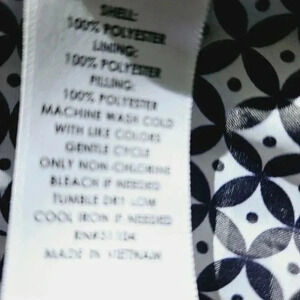 SHELL:
100% POLYESTER
LINING:
100% POLYESTER
FILLING:
100% POLYESTER
MACHINE WASH COLD
WITH LIKE COLORS
GENTLE CYCLE
ONLY NON-CHLORINE
BLEACH IF NEEDED
TUMBLE DRY LOW
COOL IRON IF NEEDED
MADE IN VIETNAM